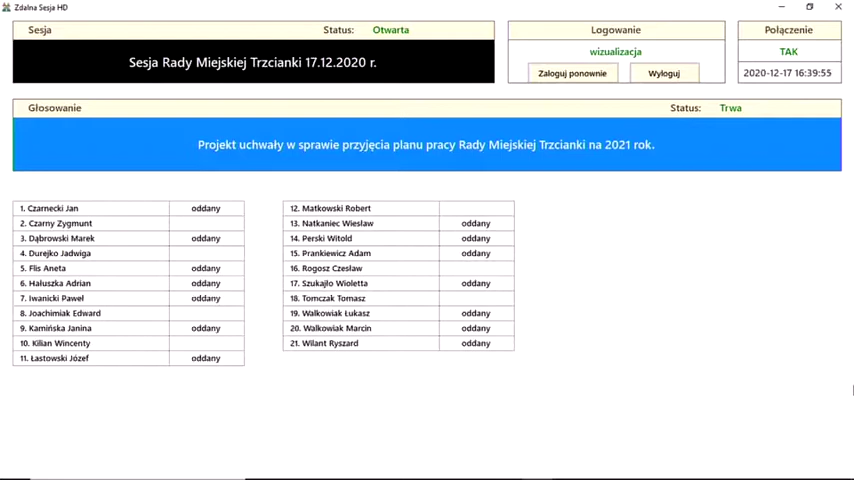 Zdalna Sesja HD
Sesja Status: Otwarta
Sesja Rady Miejskiej Trzcianki 17.12.2020 r.
Logowanie
wizualizacja
Zaloguj ponownie Wyloguj
Połączenie
TAK
2020-12-17 16:39:55
Głosowanie Status: Trwa
Projekt uchwały w sprawie przyjęcia planu pracy Rady Miejskiej Trzcianki na 2021 rok.
1. Czarnecki Jan oddany
2. Czarny Zygmunt
3. Dąbrowski Marek oddany
4. Durejko Jadwiga
5. Flis Aneta oddany
6. Hałuszka Adrian oddany
7. Iwanicki Paweł oddany
8. Joachimiak Edward
9. Kamińska Janina oddany
10. Kilian Wincenty
11. Łastowski Józef oddany
12. Matkowski Robert
13. Natkaniec Wiesław oddany
14. Perski Witold oddany
15. Prankiewicz Adam oddany
16. Rogosz Czesław
17. Szukajło Wioletta oddany
18. Tomczak Tomasz
19. Walkowiak Łukasz oddany
20. Walkowiak Marcin oddany
21. Wilant Ryszard oddany